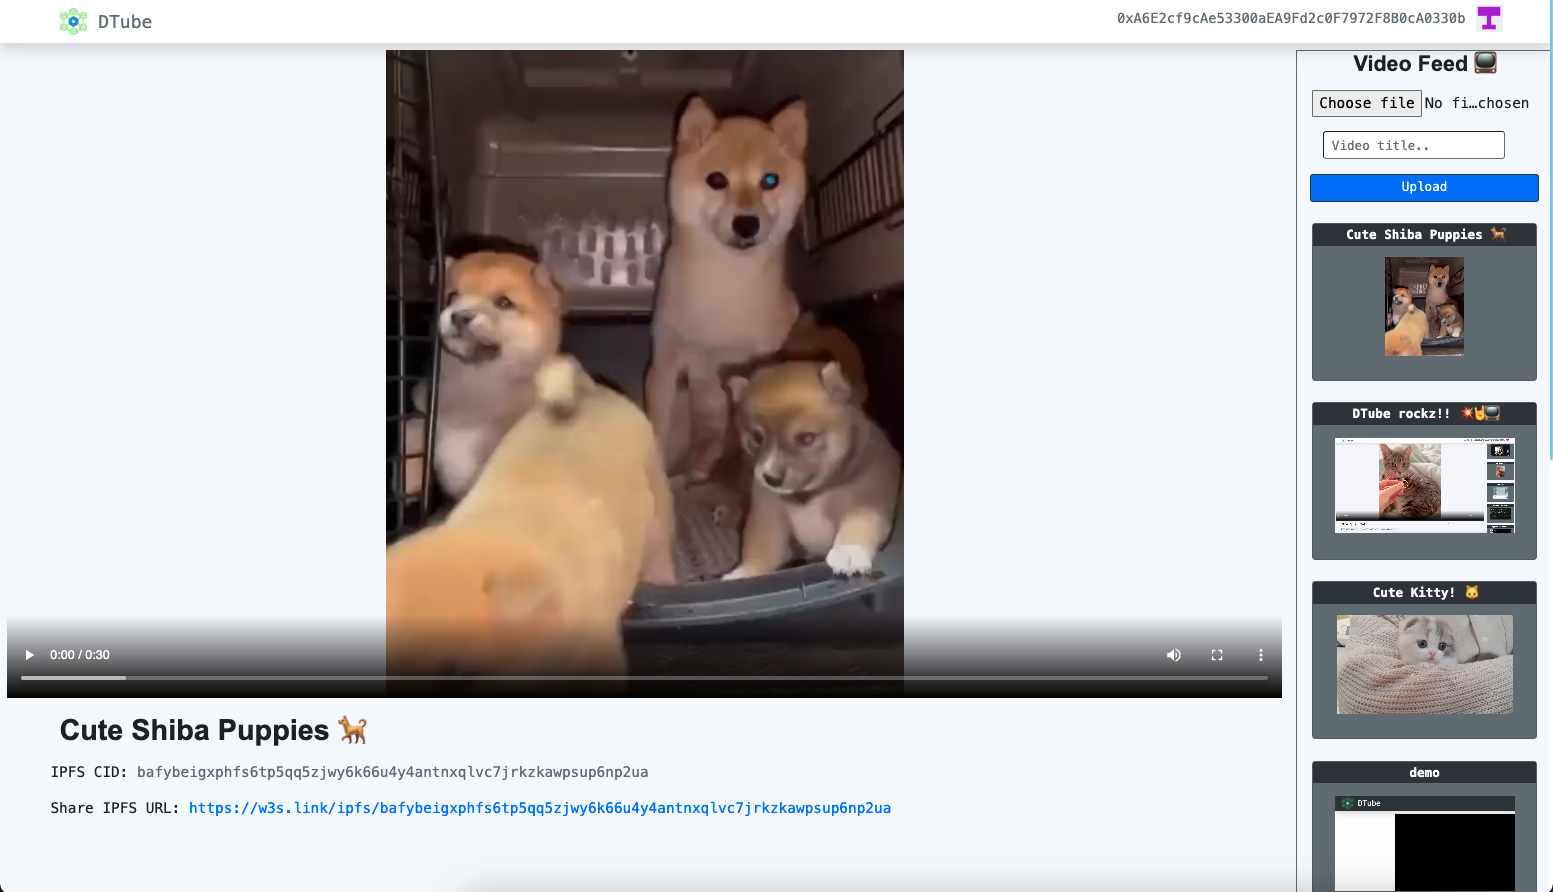 DTube
0xA6E2cf9cAe53300aEA9Fd2c0F7972F8B0cA0330b
Video Feed 📺
Choose file No fi…chosen
Video title..
Upload
Cute Shiba Puppies 🐕
DTube rockz!! 💥🤘📺
Cute Kitty! 🐱
demo
DTube
0:00 / 0:30
Cute Shiba Puppies 🐕
IPFS CID: bafybeigxphfs6tp5qq5zjwy6k66u4y4antnxqlvc7jrkzkawpsup6np2ua
Share IPFS URL: https://w3s.link/ipfs/bafybeigxphfs6tp5qq5zjwy6k66u4y4antnxqlvc7jrkzkawpsup6np2ua